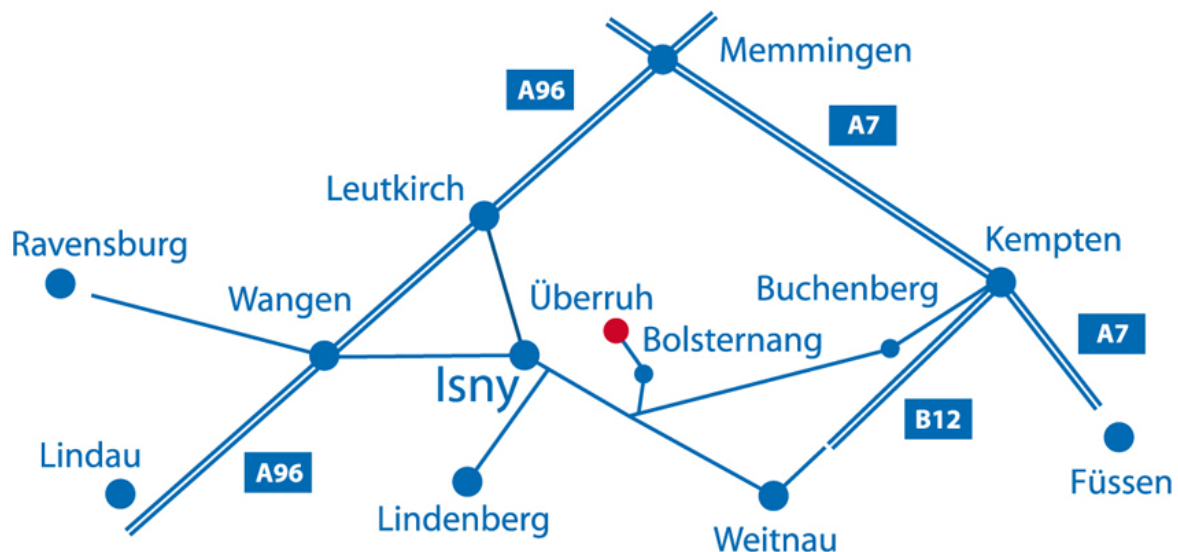 Memmingen
A96
A7
Leutkirch
Ravensburg
Kempten
Wangen
Überruh
Buchenberg
Bolsternang
A7
Isny
B12
Lindau
A96
Füssen
Lindenberg
Weitnau